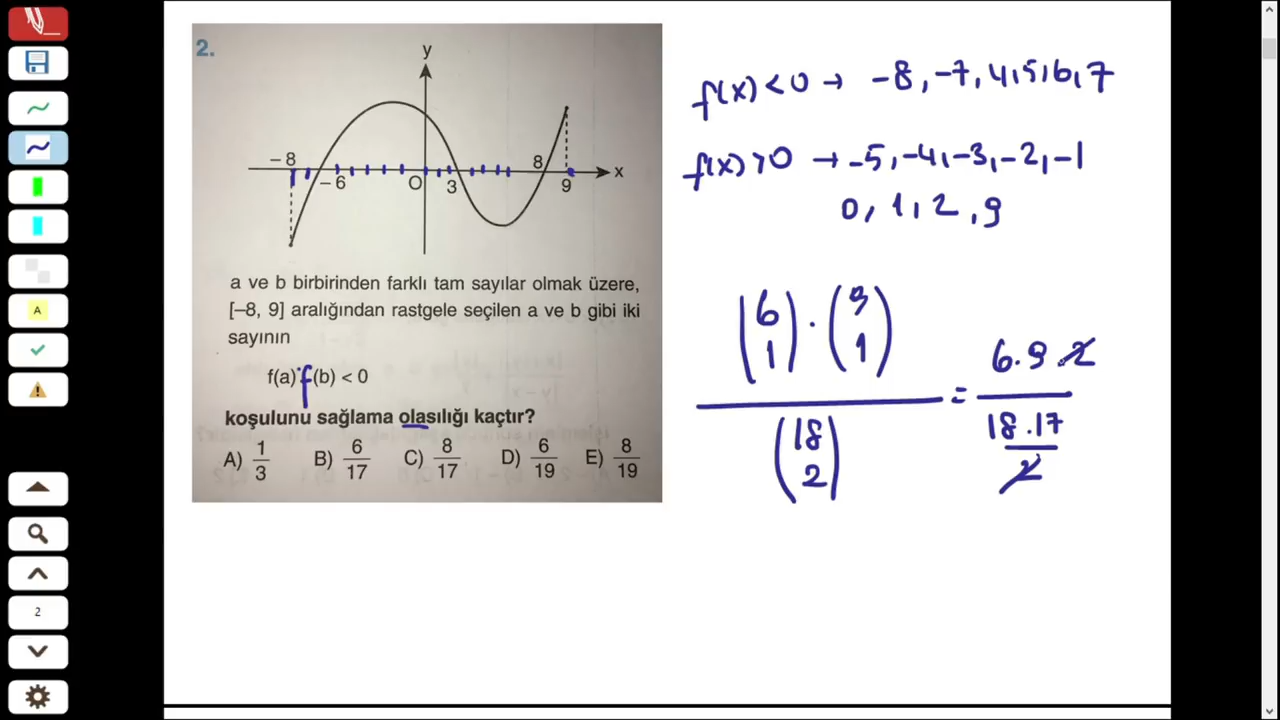 2.
y
-8
-6
O
3
8
9
x
a ve b birbirinden farklı tam sayılar olmak üzere,
[-8, 9] aralığından rastgele seçilen a ve b gibi iki
sayının
f(a)·f(b) < 0
koşulunu sağlama olasılığı kaçtır?
A) 1/3 B) 6/17 C) 8/17 D) 6/19 E) 8/19
f(x) < 0 → -8, -7, 4, 5, 6, 7
f(x) > 0 → -5, -4, -3, -2, -1
0, 1, 2, 9
(6 1) · (9 1)
(18 2)
= 6.9.2
18.17
2
A
2